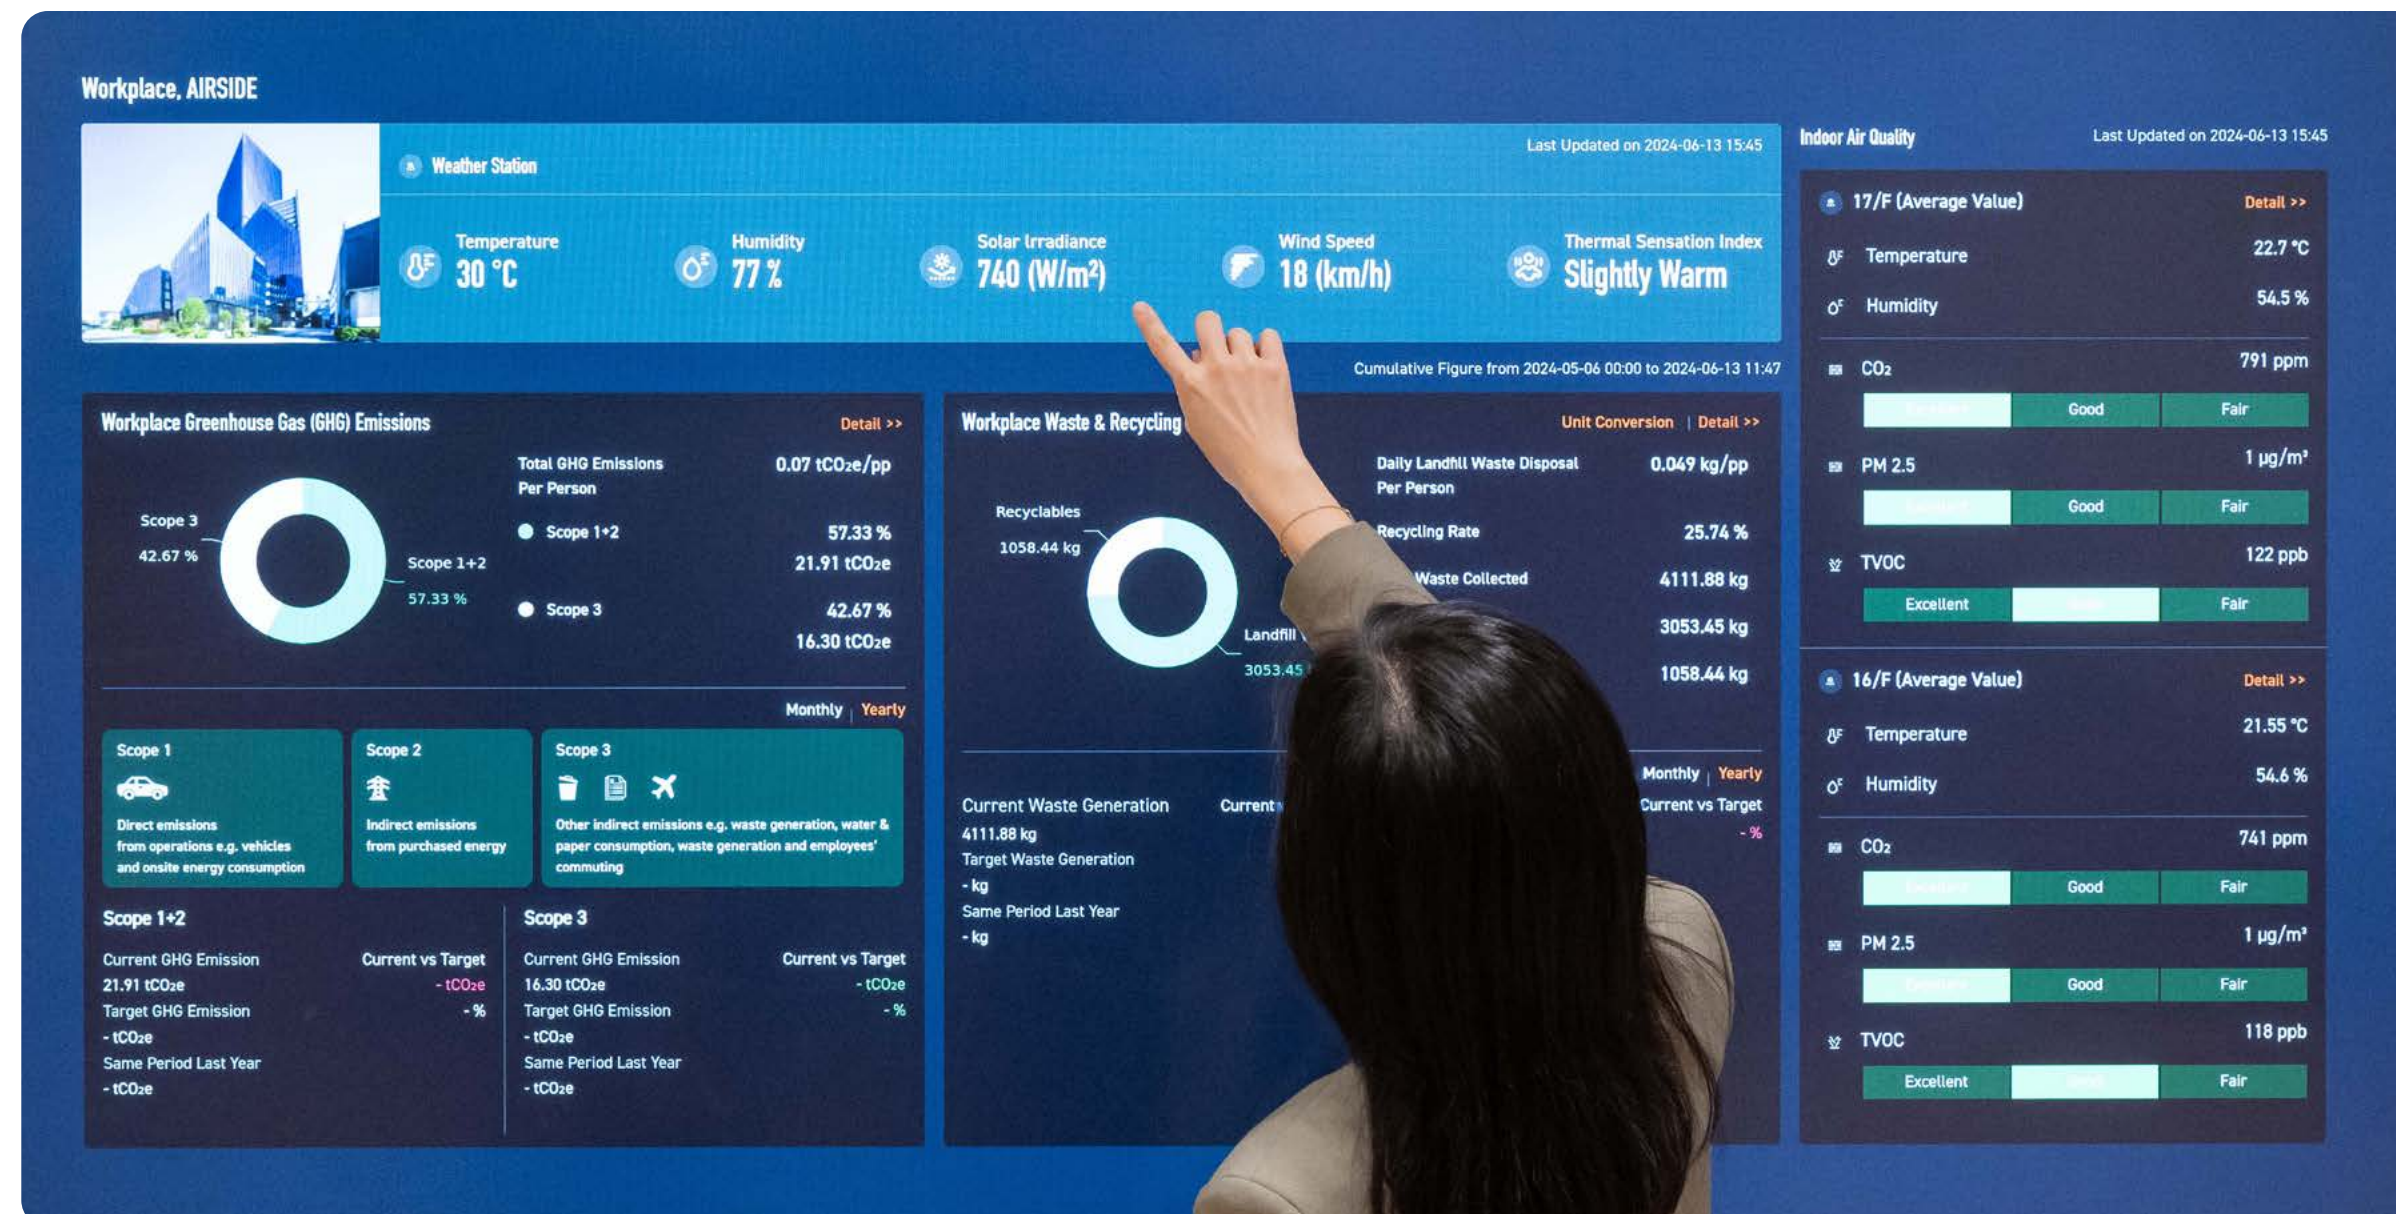 Workplace, AIRSIDE
Weather Station
Last Updated on 2024-06-13 15:45
Temperature
30 °C
Humidity
77 %
Solar Irradiance
740 (W/m²)
Wind Speed
18 (km/h)
Thermal Sensation Index
Slightly Warm
Cumulative Figure from 2024-05-06 00:00 to 2024-06-13 11:47
Workplace Greenhouse Gas (GHG) Emissions
Detail >>
Scope 3
42.67 %
Scope 1+2
57.33 %
Total GHG Emissions
Per Person
0.07 tCO₂e/pp
Scope 1+2
57.33 %
21.91 tCO₂e
Scope 3
42.67 %
16.30 tCO₂e
Monthly | Yearly
Scope 1
Direct emissions
from operations e.g. vehicles
and onsite energy consumption
Scope 2
Indirect emissions
from purchased energy
Scope 3
Other indirect emissions e.g. waste generation, water &
paper consumption, waste generation and employees'
commuting
Scope 1+2
Current GHG Emission
21.91 tCO₂e
Target GHG Emission
- tCO₂e
Same Period Last Year
- tCO₂e
Current vs Target
- tCO₂e
- %
Scope 3
Current GHG Emission
16.30 tCO₂e
Target GHG Emission
- tCO₂e
Same Period Last Year
- tCO₂e
Current vs Target
- tCO₂e
- %
Workplace Waste & Recycling
Unit Conversion | Detail >>
Recyclables
1058.44 kg
Landfill
3053.45
Daily Landfill Waste Disposal
Per Person
0.049 kg/pp
Recycling Rate
25.74 %
Waste Collected
4111.88 kg
3053.45 kg
1058.44 kg
Monthly | Yearly
Current Waste Generation
4111.88 kg
Target Waste Generation
- kg
Same Period Last Year
- kg
Current
Current vs Target
- %
Indoor Air Quality
Last Updated on 2024-06-13 15:45
17/F (Average Value)
Detail >>
Temperature
22.7 °C
Humidity
54.5 %
CO₂
791 ppm
Good
Fair
PM 2.5
1 µg/m³
Good
Fair
TVOC
122 ppb
Excellent
Fair
16/F (Average Value)
Detail >>
Temperature
21.55 °C
Humidity
54.6 %
CO₂
741 ppm
Good
Fair
PM 2.5
1 µg/m³
Good
Fair
TVOC
118 ppb
Excellent
Fair